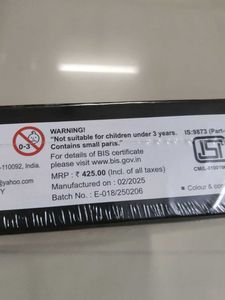 WARNING!
"Not suitable for children under 3 years.
Contains small parts."
For details of BIS certificate
please visit www.bis.gov.in
MRP : ₹ 425.00 (Incl. of all taxes)
Manufactured on : 02/2025
Batch No. : E-018/250206
0-3
-110092, India.
@yahoo.com
Y
IS:9873 (Part-
ISI
CM/L-
Colour & con